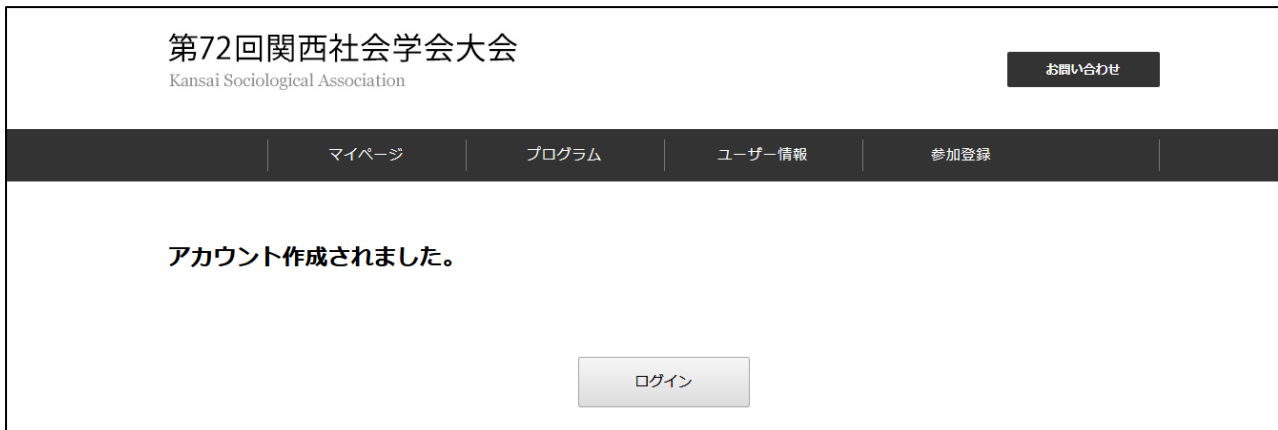 第72回関西社会学会大会
Kansai Sociological Association
お問い合わせ
マイページ
プログラム
ユーザー情報
参加登録
アカウント作成されました。
ログイン